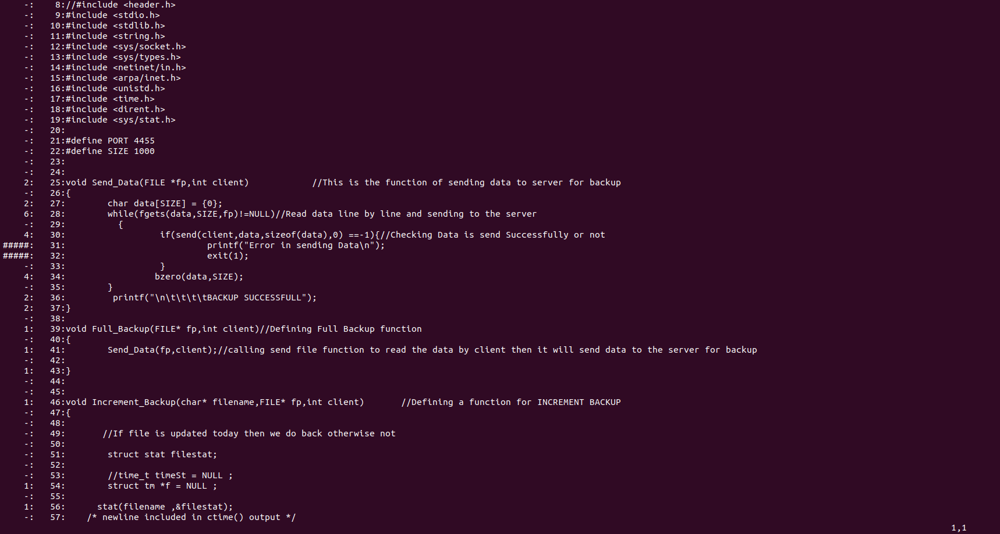 -:    8://#include <header.h>
-:    9:#include <stdio.h>
-:   10:#include <stdlib.h>
-:   11:#include <string.h>
-:   12:#include <sys/socket.h>
-:   13:#include <sys/types.h>
-:   14:#include <netinet/in.h>
-:   15:#include <arpa/inet.h>
-:   16:#include <unistd.h>
-:   17:#include <time.h>
-:   18:#include <dirent.h>
-:   19:#include <sys/stat.h>
-:   20:
-:   21:#define PORT 4455
-:   22:#define SIZE 1000
-:   23:
-:   24:
2:   25:void Send_Data(FILE *fp,int client)            //This is the function of sending data to server for backup
-:   26:{
2:   27:        char data[SIZE] = {0};
6:   28:        while(fgets(data,SIZE,fp)!=NULL)//Read data line by line and sending to the server
-:   29:          {
4:   30:                  if(send(client,data,sizeof(data),0) ==-1){//Checking Data is send Successfully or not
#####:   31:                           printf("Error in sending Data\n");
#####:   32:                           exit(1);
-:   33:                  }
4:   34:                 bzero(data,SIZE);
-:   35:        }
2:   36:         printf("\n\t\t\t\tBACKUP SUCCESSFULL");
2:   37:}
-:   38:
1:   39:void Full_Backup(FILE* fp,int client)//Defining Full Backup function
-:   40:{
1:   41:        Send_Data(fp,client);//calling send file function to read the data by client then it will send data to the server for backup
-:   42:
1:   43:}
-:   44:
-:   45:
1:   46:void Increment_Backup(char* filename,FILE* fp,int client)       //Defining a function for INCREMENT BACKUP
-:   47:{
-:   48:
-:   49:       //If file is updated today then we do back otherwise not
-:   50:
-:   51:        struct stat filestat;
-:   52:
-:   53:        //time_t timeSt = NULL ;
1:   54:        struct tm *f = NULL ;
-:   55:
1:   56:      stat(filename ,&filestat);
-:   57:    /* newline included in ctime() output */
1,1